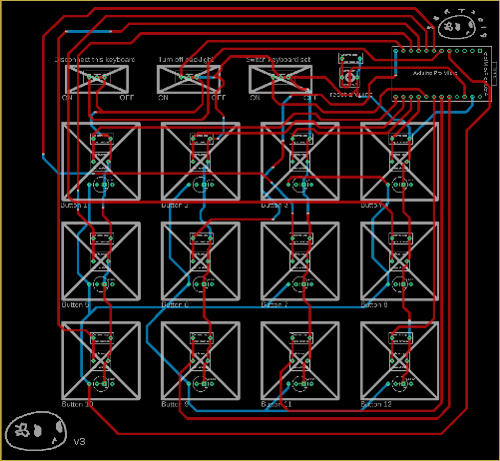 Disconnect this keyboard
Turn off backlight
Switch keyboard set
Arduino Pro Micro
ON OFF
ON OFF
ON OFF
Button 1
Button 2
Button 3
Button 4
Button 5
Button 6
Button 7
Button 8
Button 10
Button 9
Button 11
Button 12
v3